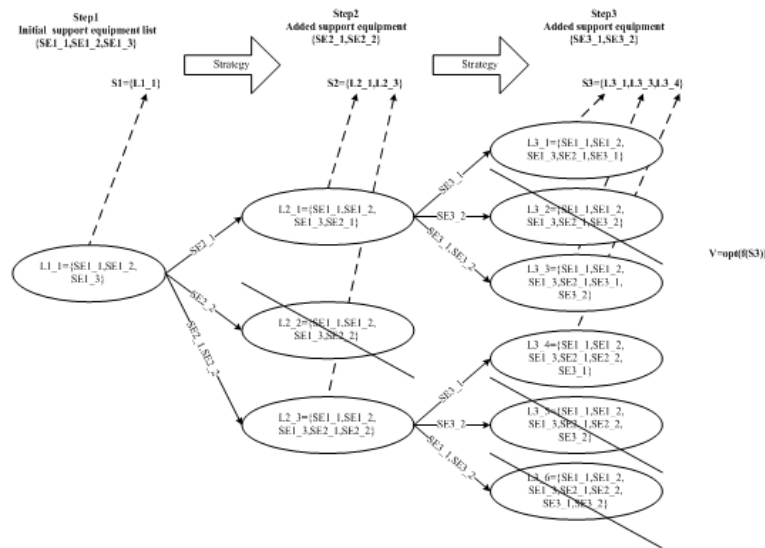 Step1
Initial support equipment list
{SE1_1,SE1_2,SE1_3}
Step2
Added support equipment
{SE2_1,SE2_2}
Step3
Added support equipment
{SE3_1,SE3_2}
Strategy
Strategy
S1={L1_1}
S2={L2_1,L2_3}
S3={L3_1,L3_3,L3_4}
L1_1={SE1_1,SE1_2,
SE1_3}
SE2_1
SE2_2
SE2_1,SE2_2
L2_1={SE1_1,SE1_2,
SE1_3,SE2_1}
L2_2={SE1_1,SE1_2,
SE1_3,SE2_2}
L2_3={SE1_1,SE1_2,
SE1_3,SE2_1,SE2_2}
SE3_1
SE3_2
SE3_1,SE3_2
SE3_1
SE3_2
SE3_1,SE3_2
L3_1={SE1_1,SE1_2,
SE1_3,SE2_1,SE3_1}
L3_2={SE1_1,SE1_2,
SE1_3,SE2_1,SE3_2}
L3_3={SE1_1,SE1_2,
SE1_3,SE2_1,SE3_1,
SE3_2}
L3_4={SE1_1,SE1_2,
SE1_3,SE2_1,SE2_2,
SE3_1}
L3_5={SE1_1,SE1_2,
SE1_3,SE2_1,SE2_2,
SE3_2}
L3_6={SE1_1,SE1_2,
SE1_3,SE2_1,SE2_2,
SE3_1,SE3_2}
V=opt(f(S3))